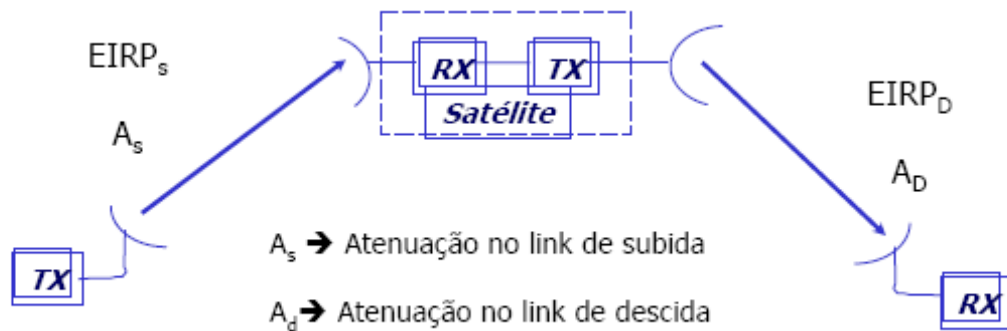 EIRPs
As
TX
RX
TX
Satélite
EIRPD
AD
RX
As ➔ Atenuação no link de subida
Ad➔ Atenuação no link de descida